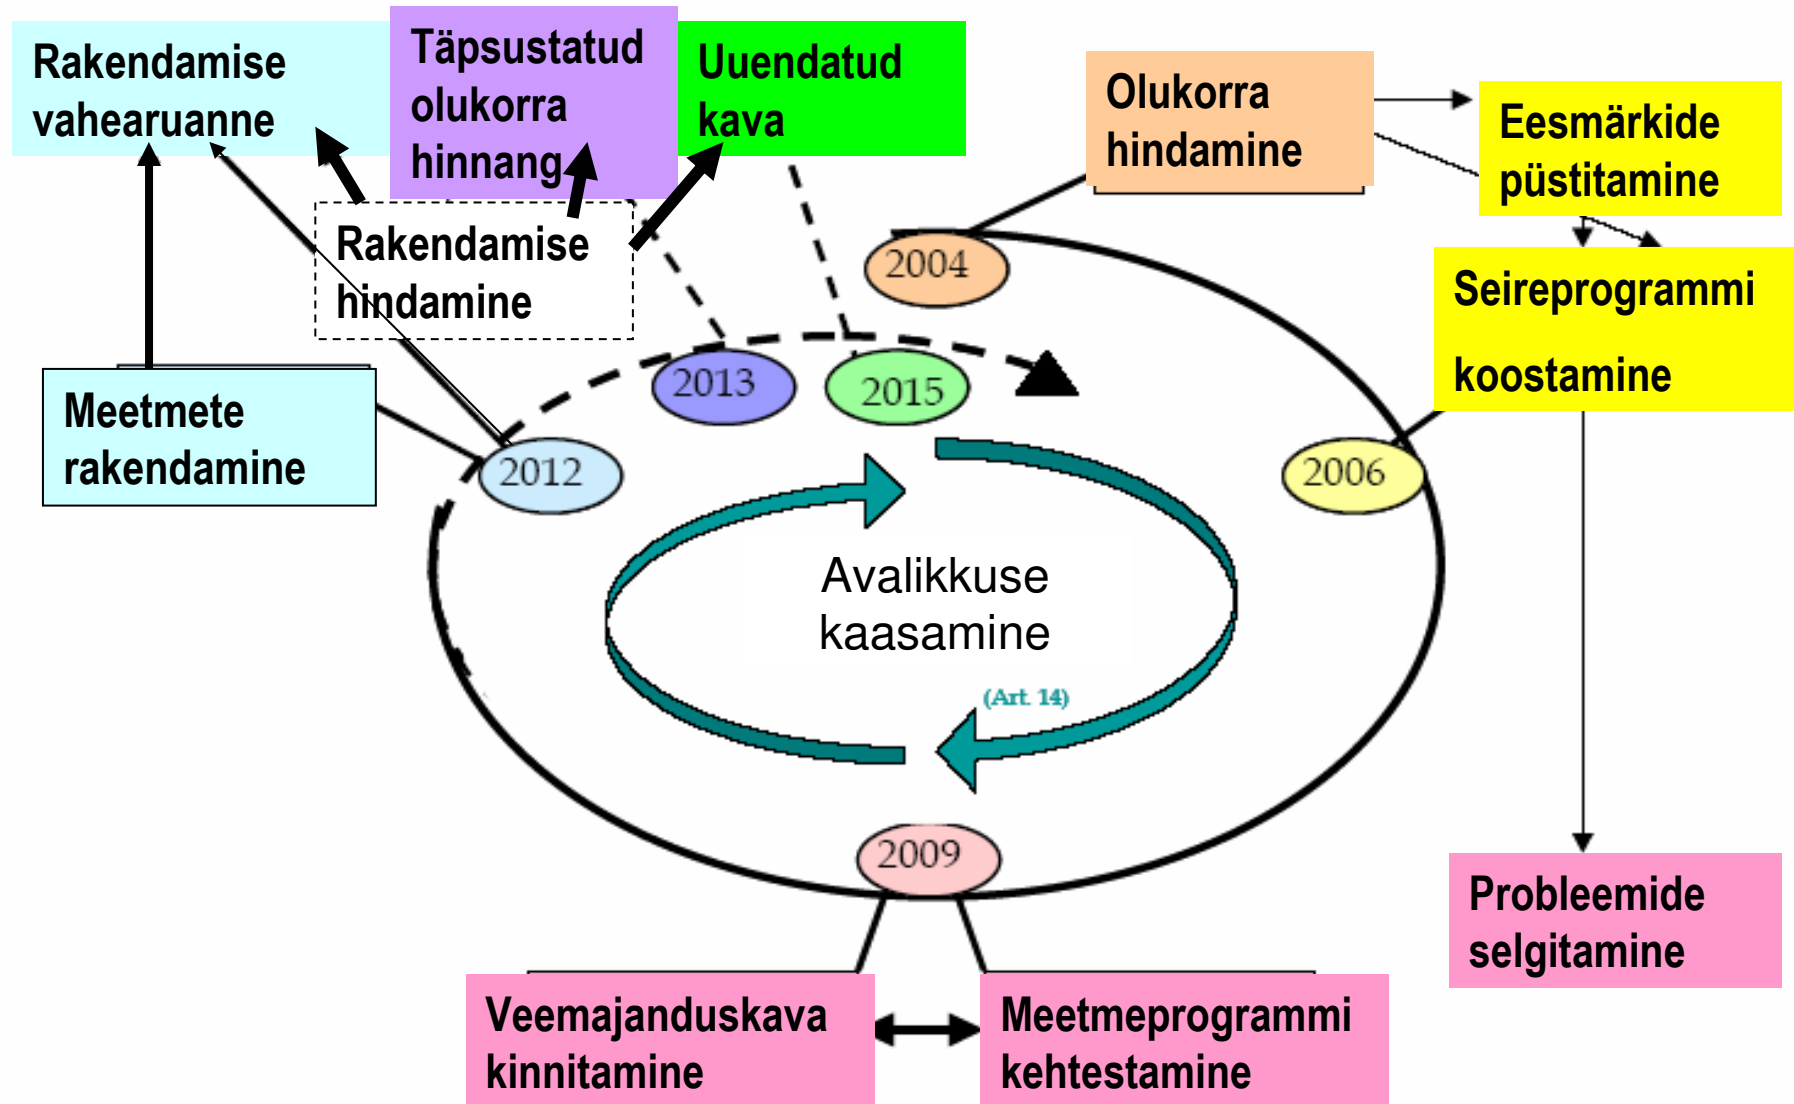 Rakendamise
vahearuanne
Täpsustatud
olukorra
hinnang
Uuendatud
kava
Olukorra
hindamine
Eesmärkide
püstitamine
Rakendamise
hindamine
2004
Seireprogrammi
koostamine
2013
2015
Meetmete
rakendamine
2012
2006
Avalikkuse
kaasamine
(Art. 14)
2009
Probleemide
selgitamine
Veemajanduskava
kinnitamine
Meetmeprogrammi
kehtestamine